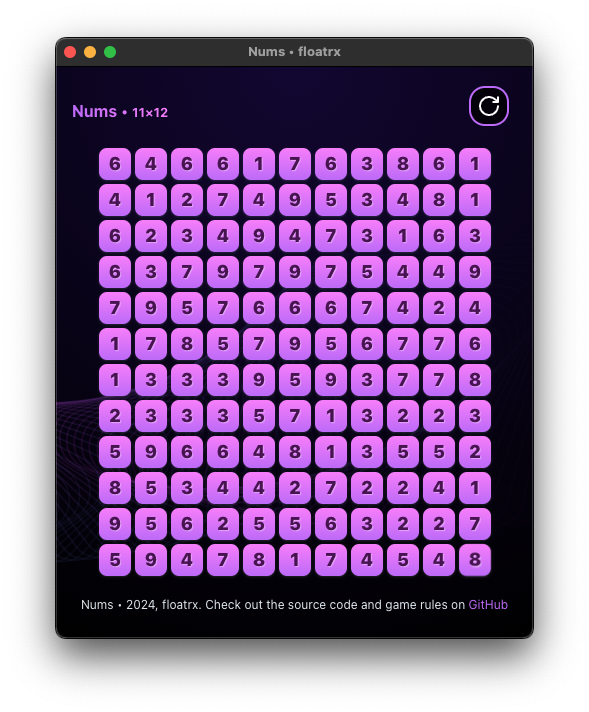 Nums • floatrx
Nums • 11×12
6 4 6 6 1 7 6 3 8 6 1
4 1 2 7 4 9 5 3 4 8 1
6 2 3 4 9 4 7 3 1 6 3
6 3 7 9 7 9 7 5 4 4 9
7 9 5 7 6 6 6 7 4 2 4
1 7 8 5 7 9 5 6 7 7 6
1 3 3 3 9 5 9 3 7 7 8
2 3 3 3 5 7 1 3 2 2 3
5 9 6 6 4 8 1 3 5 5 2
8 5 3 4 4 2 7 2 2 4 1
9 5 6 2 5 5 6 3 2 2 7
5 9 4 7 8 1 7 4 5 4 8
Nums • 2024, floatrx. Check out the source code and game rules on GitHub